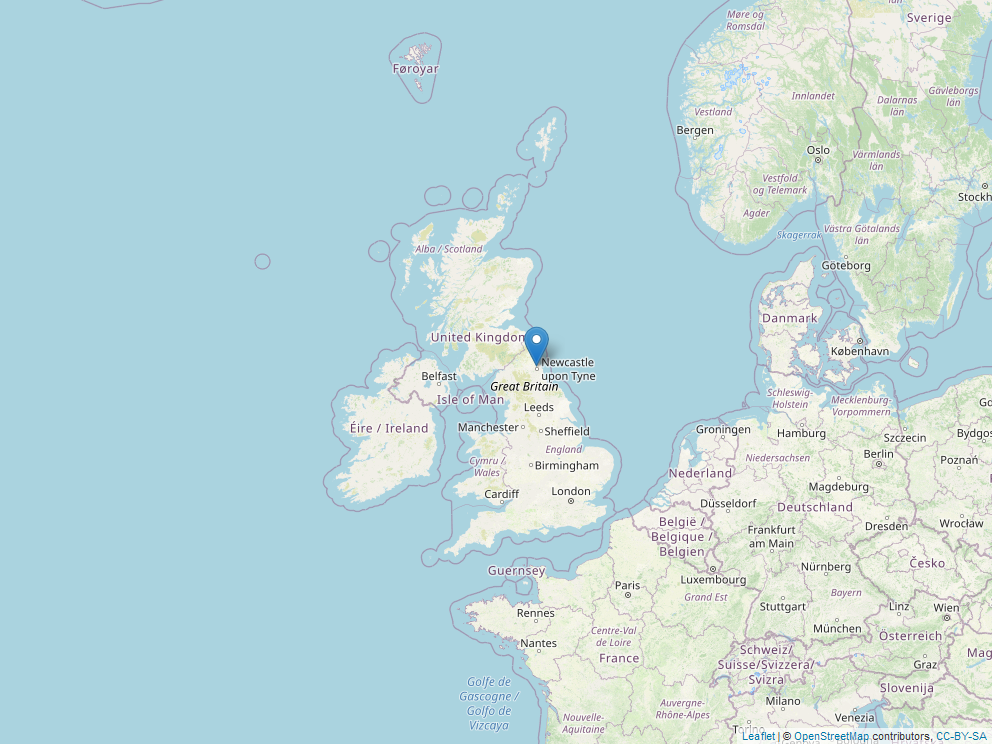 Møre og
Romsdal
Sverige
Føroyar
Innlandet
Dalarnas
län
Gävleborgs
län
Vestland
Bergen
Oslo
Värmlands
län
Vestfold
og Telemark
Stockh
Agder
Skagerrak
Västra Götalands
län
Alba / Scotland
Göteborg
Danmark
United Kingdom
København
Newcastle
upon Tyne
Belfast
Great Britain
Isle of Man
Leeds
Schleswig-
Holstein
Mecklenburg-
Vorpommern
Éire / Ireland
Manchester
Sheffield
England
Groningen
Hamburg
Szczecin
Bydgos
Cymru /
Wales
Birmingham
Nederland
Niedersachsen
Berlin
Poznań
Cardiff
London
Magdeburg
Düsseldorf
Deutschland
België /
Belgique /
Belgien
Frankfurt
am Main
Dresden
Wrocław
Guernsey
Luxembourg
Nürnberg
Česko
Paris
Grand Est
Bayern
Rennes
Stuttgart
Linz
Wien
Centre-Val
de Loire
München
Österreich
Nantes
France
Schweiz/
Suisse/Svizzera/
Svizra
Mag
Graz
Golfe de
Gascogne /
Golfo de
Vizcaya
Slovenija
Auvergne-
Rhône-Alpes
Milano
Nouvelle-
Aquitaine
Venezia
Torino
Leaflet | © OpenStreetMap contributors, CC-BY-SA